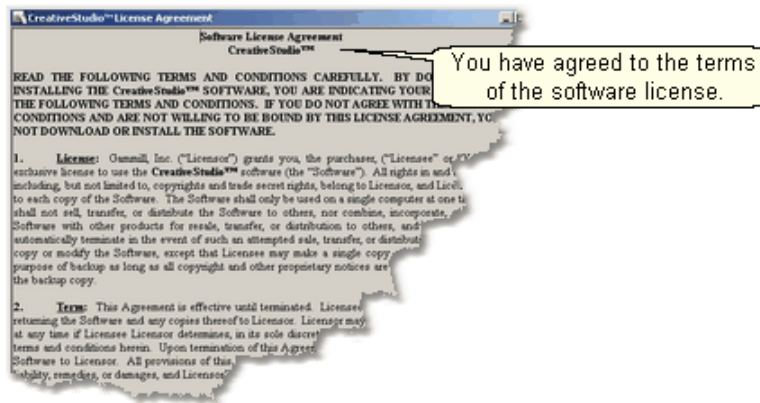 CreativeStudio™ License Agreement
Software License Agreement
CreativeStudio™
You have agreed to the terms
of the software license.
READ THE FOLLOWING TERMS AND CONDITIONS CAREFULLY. BY DO
INSTALLING THE CreativeStudio™ SOFTWARE, YOU ARE INDICATING YOUR
THE FOLLOWING TERMS AND CONDITIONS. IF YOU DO NOT AGREE WITH
CONDITIONS AND ARE NOT WILLING TO BE BOUND BY THIS LICENSE AGREEMENT,
NOT DOWNLOAD OR INSTALL THE SOFTWARE.
1. License: Gammill, Inc. ("Licensor") grants you, the purchaser, ("Licensee" or
exclusive license to use the CreativeStudio™ software (the "Software"). All rights in and
including, but not limited to, copyrights and trade secret rights, belong to Licensor, and
to each copy of the Software. The Software shall only be used on a single computer at one
shall not sell, transfer, or distribute the Software to others, nor combine, incorporate,
Software with other products for resale, transfer, or distribution to others, and
automatically terminate in the event of such an attempted sale, transfer, or
copy or modify the Software, except that Licensee may make a single copy
purpose of backup as long as all copyright and other proprietary notices are
the backup copy.
2. Term: This Agreement is effective until terminated. Licensee
returning the Software and any copies thereof to Licensor. Licensor may
at any time if Licensee Licensor determines, in its sole
terms and conditions herein. Upon termination of this
Software to Licensor. All provisions of this
liability, remedies, or damages, and Licensor